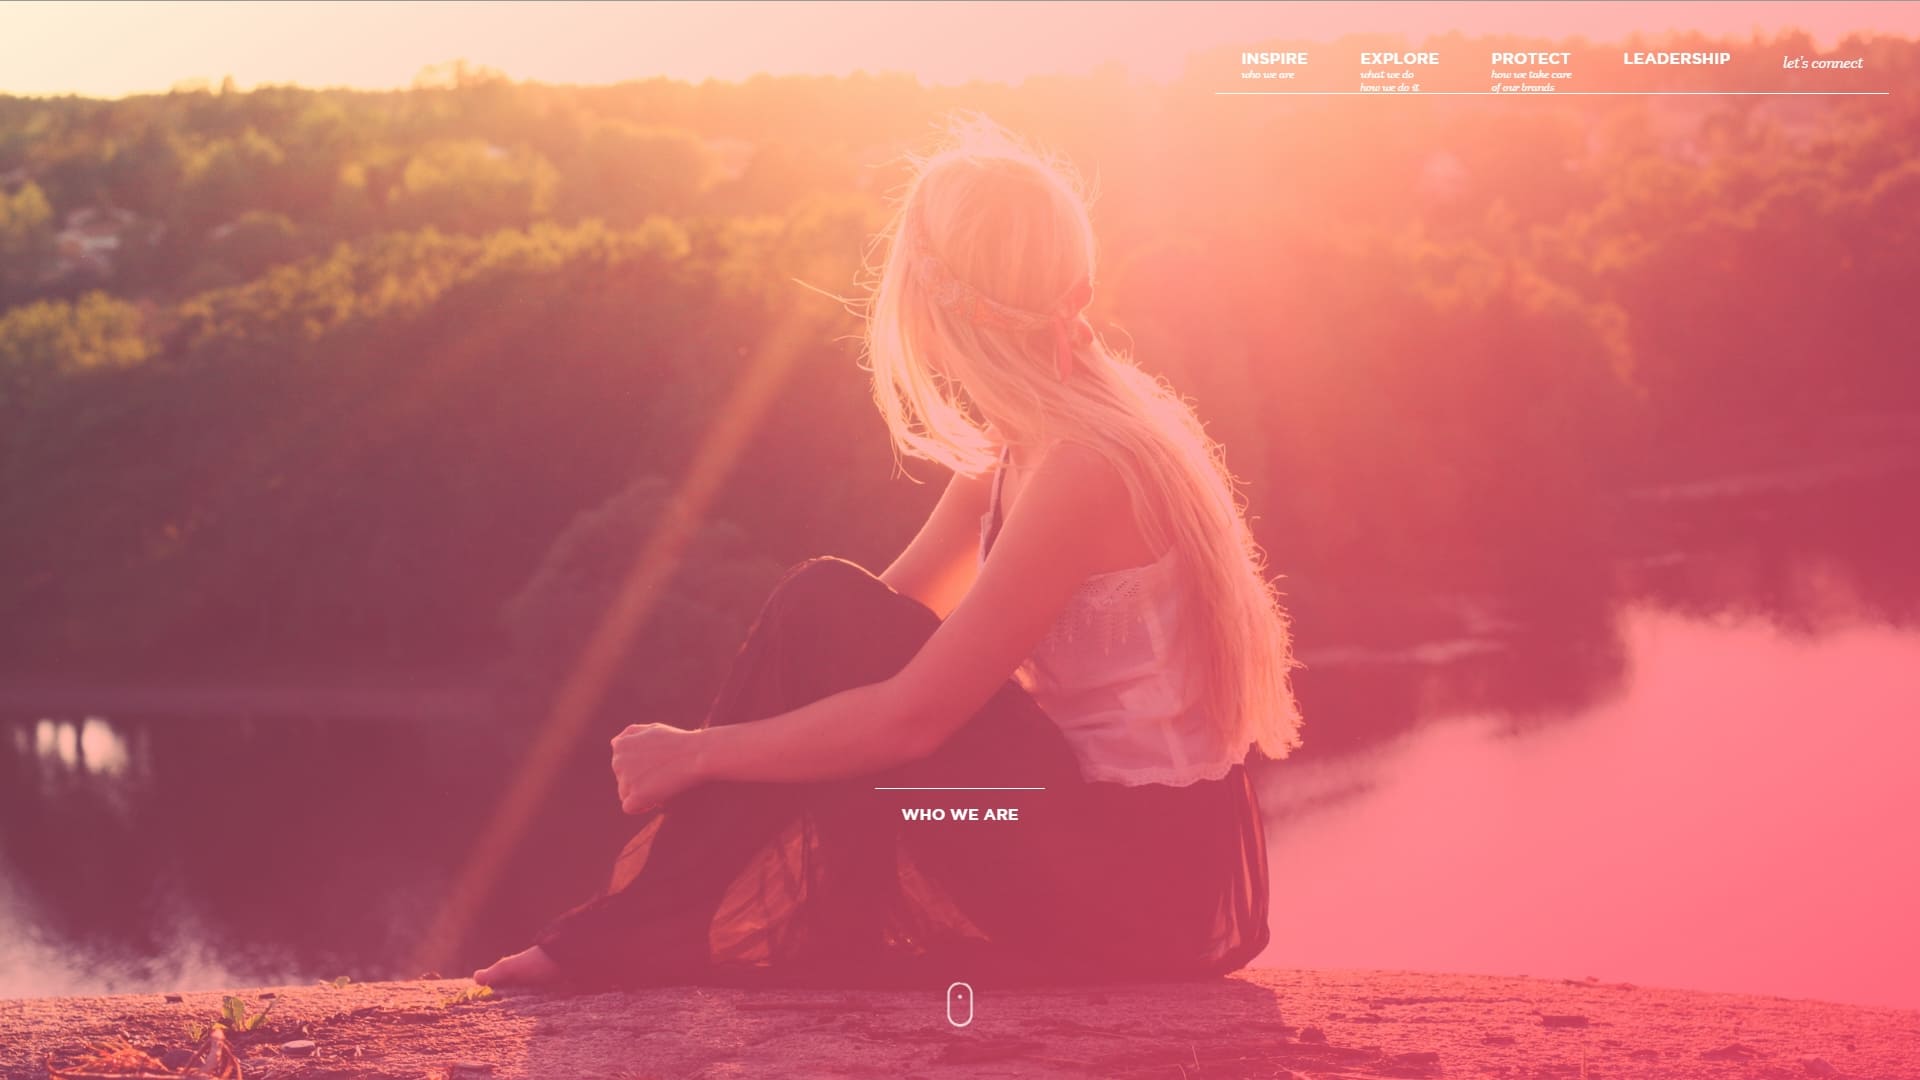 INSPIRE
who we are
EXPLORE
what we do
how we do it
PROTECT
how we take care
of our brands
LEADERSHIP
let's connect
WHO WE ARE